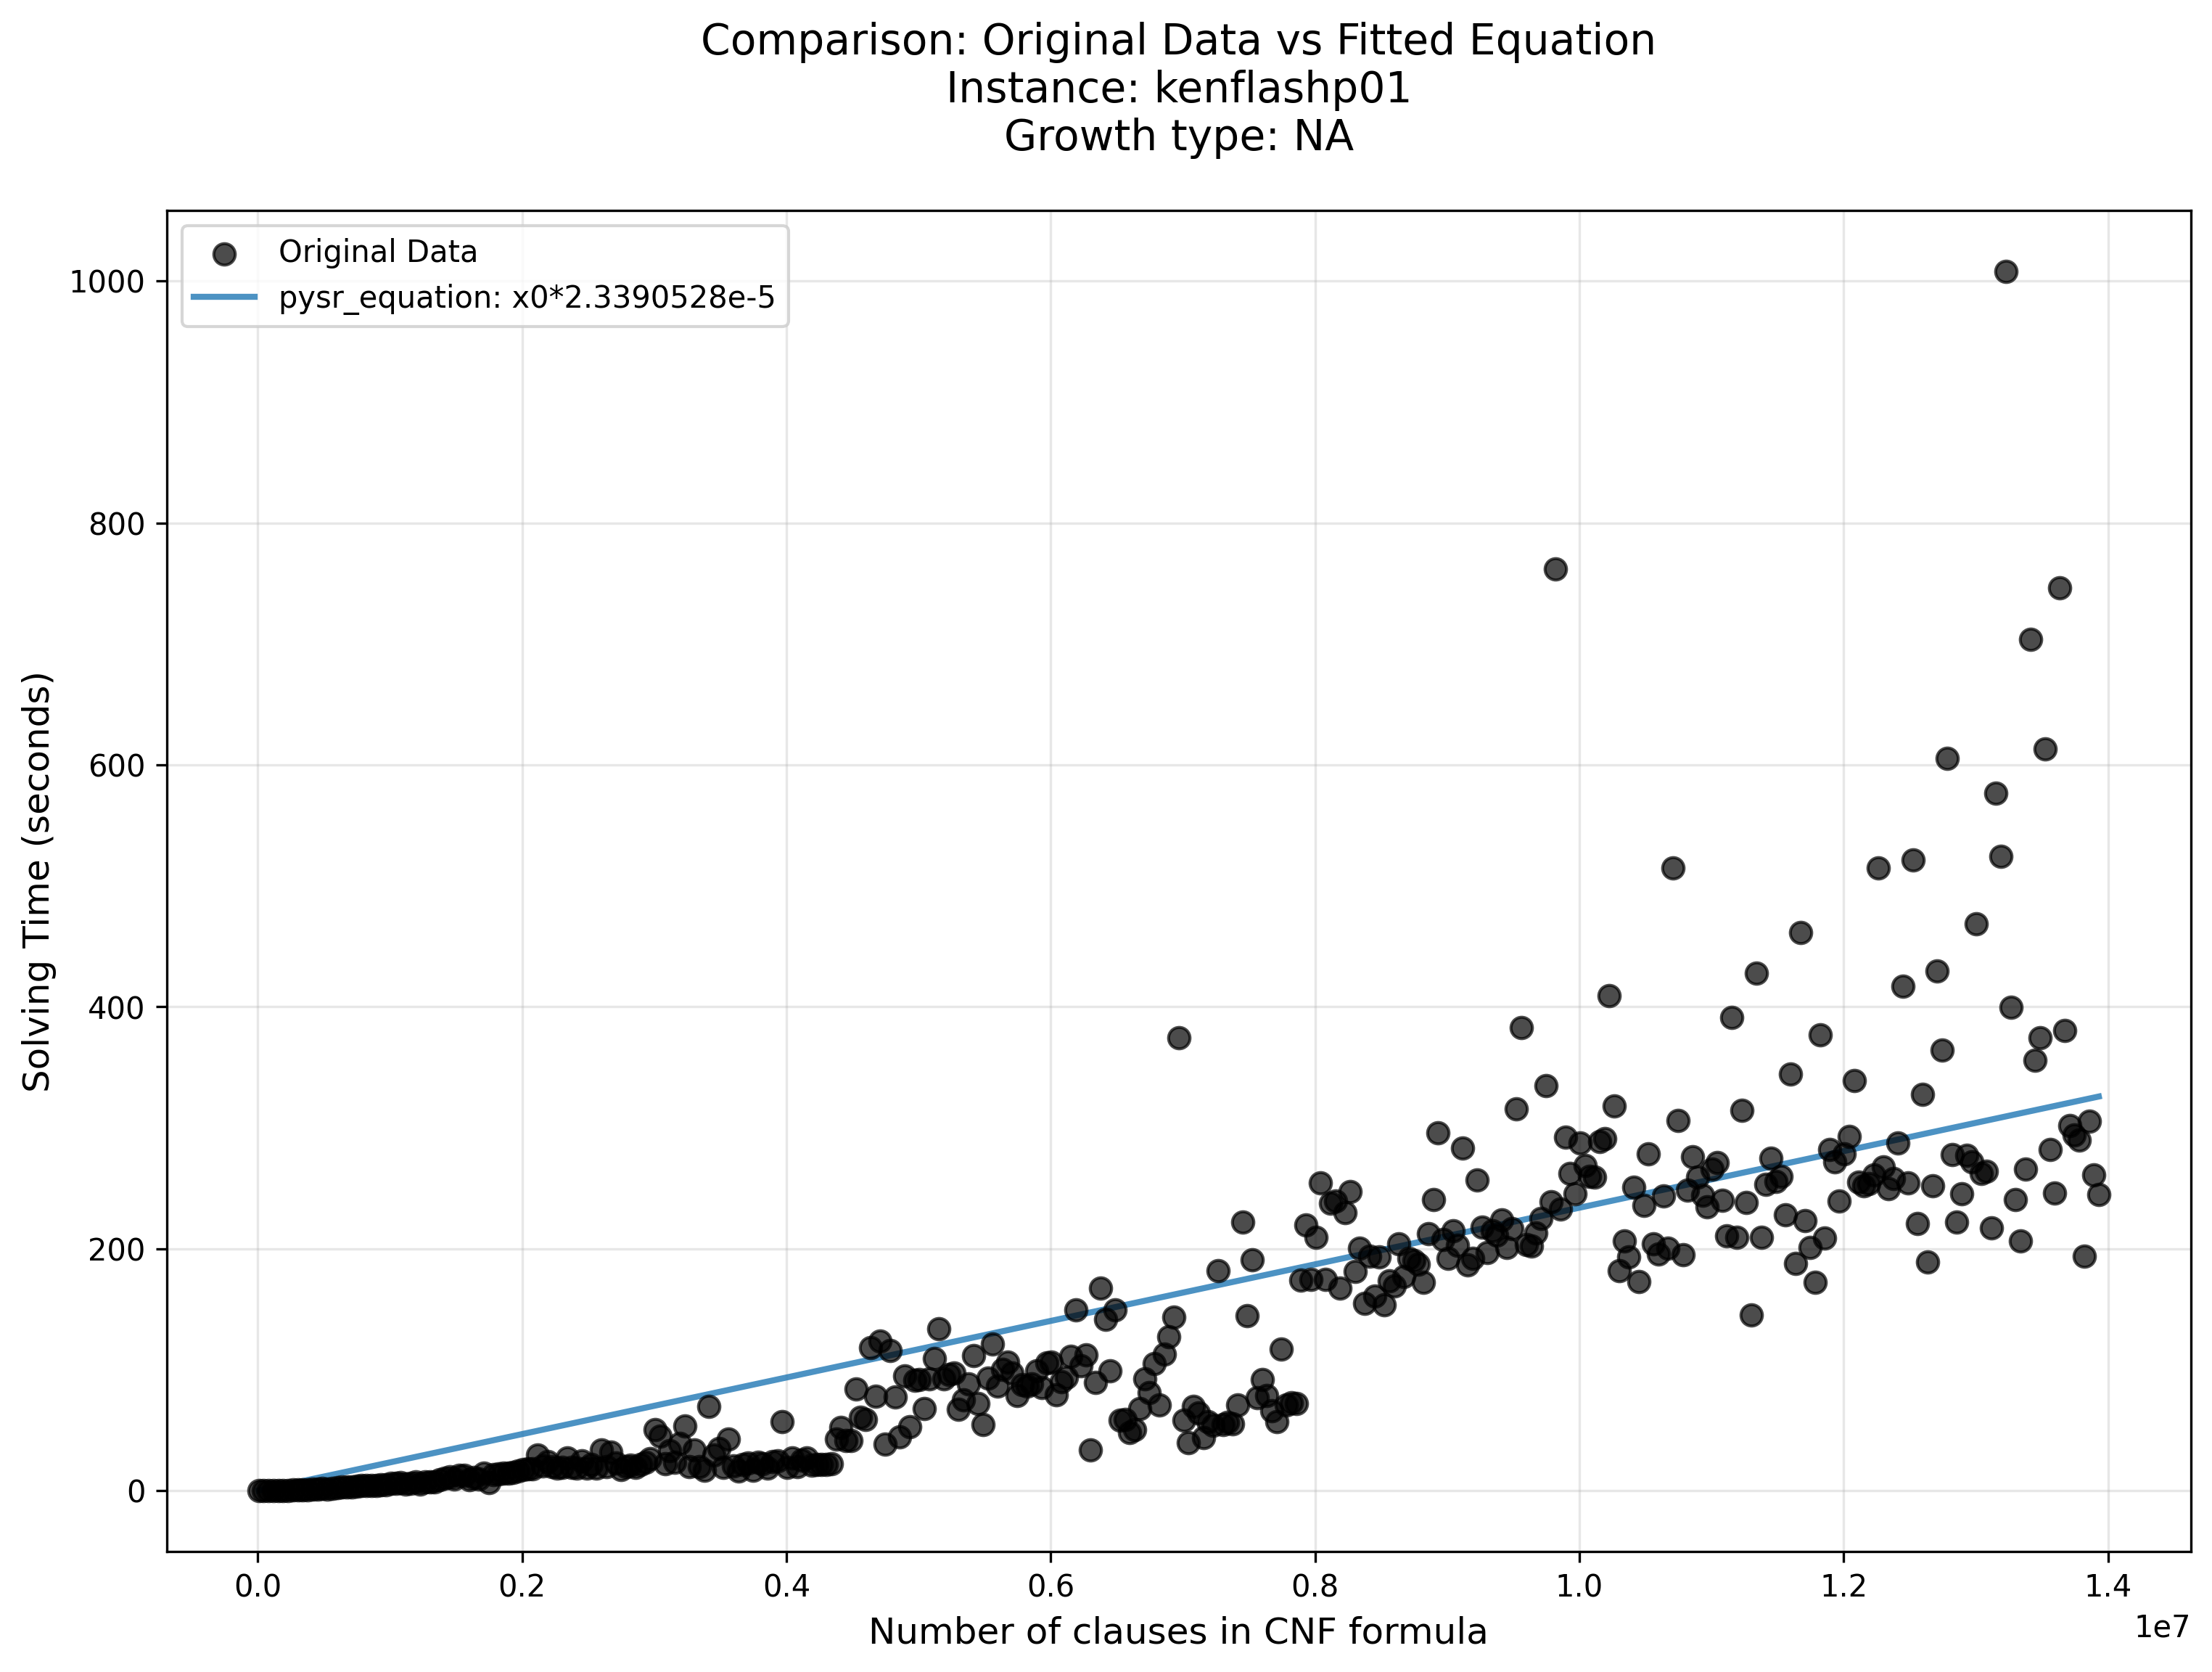 Comparison: Original Data vs Fitted Equation
Instance: kenflashp01
Growth type: NA
Original Data
pysr_equation: x0*2.3390528e-5
1000
800
600
400
200
0
Solving Time (seconds)
0.0 0.2 0.4 0.6 0.8 1.0 1.2 1.4
1e7
Number of clauses in CNF formula